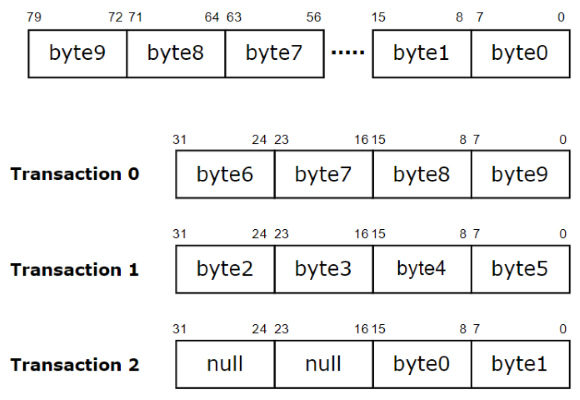 79 72 71 64 63 56 15 8 7 0
byte9 byte8 byte7 ..... byte1 byte0
31 24 23 16 15 8 7 0
Transaction 0 byte6 byte7 byte8 byte9
31 24 23 16 15 8 7 0
Transaction 1 byte2 byte3 byte4 byte5
31 24 23 16 15 8 7 0
Transaction 2 null null byte0 byte1